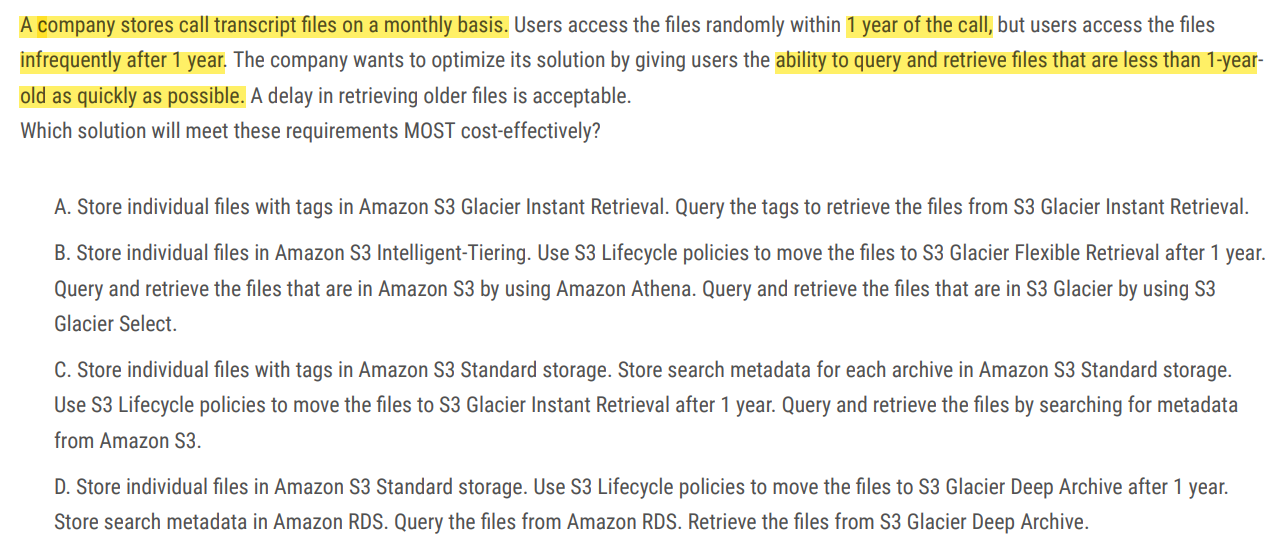 A company stores call transcript files on a monthly basis. Users access the files randomly within 1 year of the call, but users access the files
infrequently after 1 year. The company wants to optimize its solution by giving users the ability to query and retrieve files that are less than 1-year-
old as quickly as possible. A delay in retrieving older files is acceptable.
Which solution will meet these requirements MOST cost-effectively?
A. Store individual files with tags in Amazon S3 Glacier Instant Retrieval. Query the tags to retrieve the files from S3 Glacier Instant Retrieval.
B. Store individual files in Amazon S3 Intelligent-Tiering. Use S3 Lifecycle policies to move the files to S3 Glacier Flexible Retrieval after 1 year.
Query and retrieve the files that are in Amazon S3 by using Amazon Athena. Query and retrieve the files that are in S3 Glacier by using S3
Glacier Select.
C. Store individual files with tags in Amazon S3 Standard storage. Store search metadata for each archive in Amazon S3 Standard storage.
Use S3 Lifecycle policies to move the files to S3 Glacier Instant Retrieval after 1 year. Query and retrieve the files by searching for metadata
from Amazon S3.
D. Store individual files in Amazon S3 Standard storage. Use S3 Lifecycle policies to move the files to S3 Glacier Deep Archive after 1 year.
Store search metadata in Amazon RDS. Query the files from Amazon RDS. Retrieve the files from S3 Glacier Deep Archive.